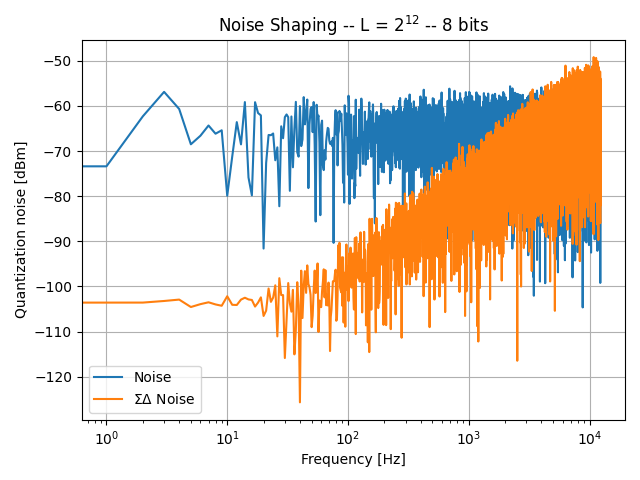 Noise Shaping -- L = 2¹² -- 8 bits
Quantization noise [dBm]
−50
−60
−70
−80
−90
−100
−110
−120
Noise
ΣΔ Noise
10⁰
10¹
10²
10³
10⁴
Frequency [Hz]